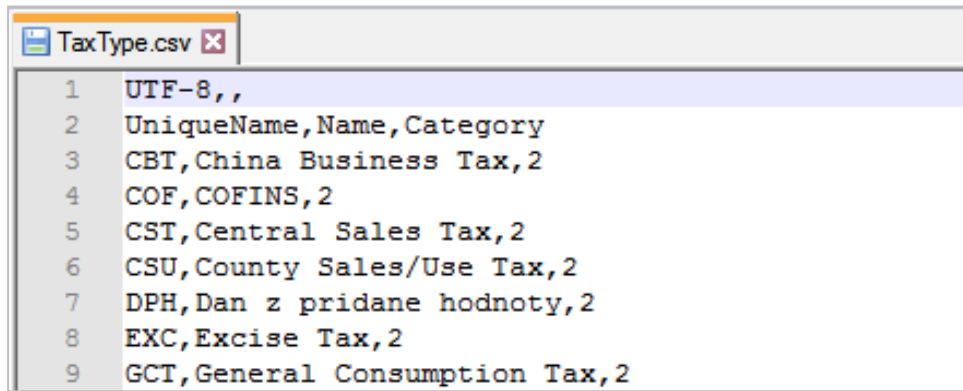 TaxType.csv
1 UTF-8,,
2 UniqueName,Name,Category
3 CBT,China Business Tax,2
4 COF,COFINS,2
5 CST,Central Sales Tax,2
6 CSU,County Sales/Use Tax,2
7 DPH,Dan z pridane hodnoty,2
8 EXC,Excise Tax,2
9 GCT,General Consumption Tax,2